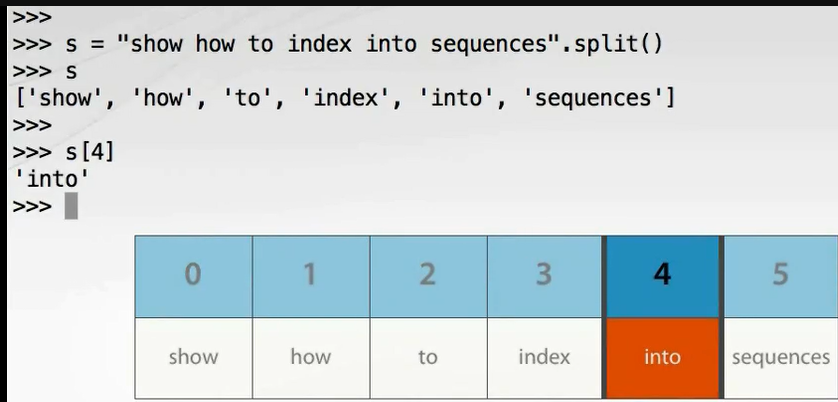 >>>
>>> s = "show how to index into sequences".split()
>>> s
['show', 'how', 'to', 'index', 'into', 'sequences']
>>>
>>> s[4]
'into'
>>>
0 1 2 3 4 5
show how to index into sequences